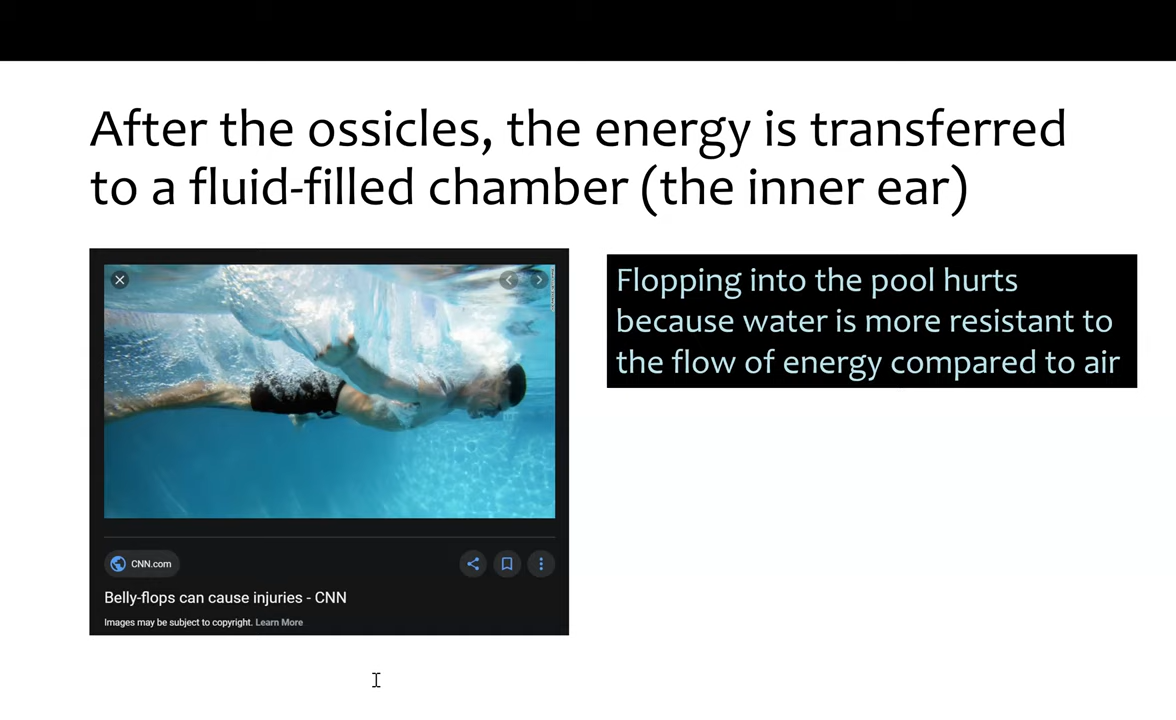 After the ossicles, the energy is transferred
to a fluid-filled chamber (the inner ear)
Flopping into the pool hurts
because water is more resistant to
the flow of energy compared to air
CNN.com
Belly-flops can cause injuries - CNN
Images may be subject to copyright. Learn More